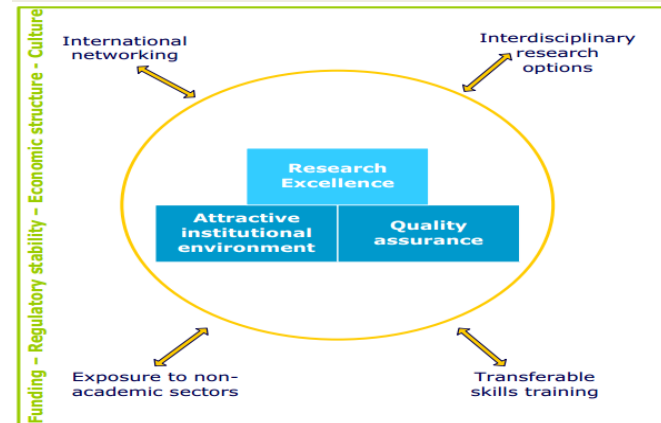 Funding – Regulatory stability – Economic structure - Culture
International
networking
Interdisciplinary
research
options
Research
Excellence
Attractive
institutional
environment
Quality
assurance
Exposure to non-
academic sectors
Transferable
skills training